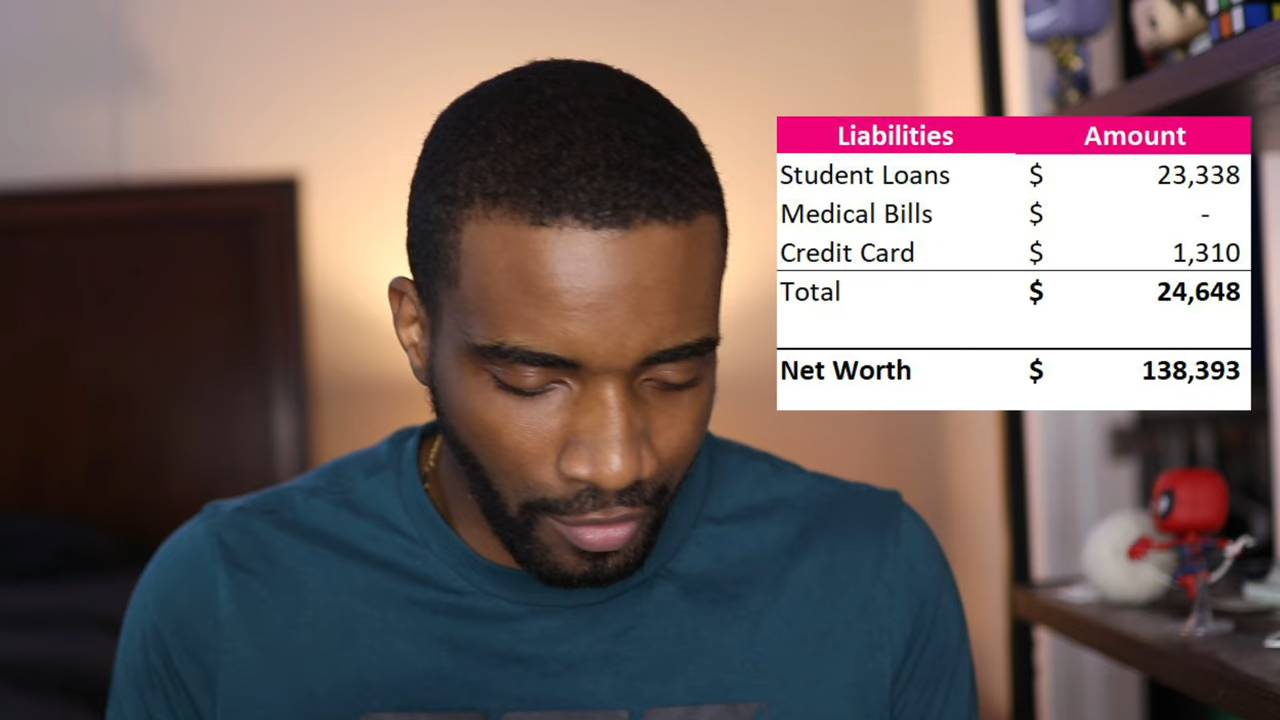 Liabilities Amount
Student Loans $ 23,338
Medical Bills $ -
Credit Card $ 1,310
Total $ 24,648
Net Worth $ 138,393